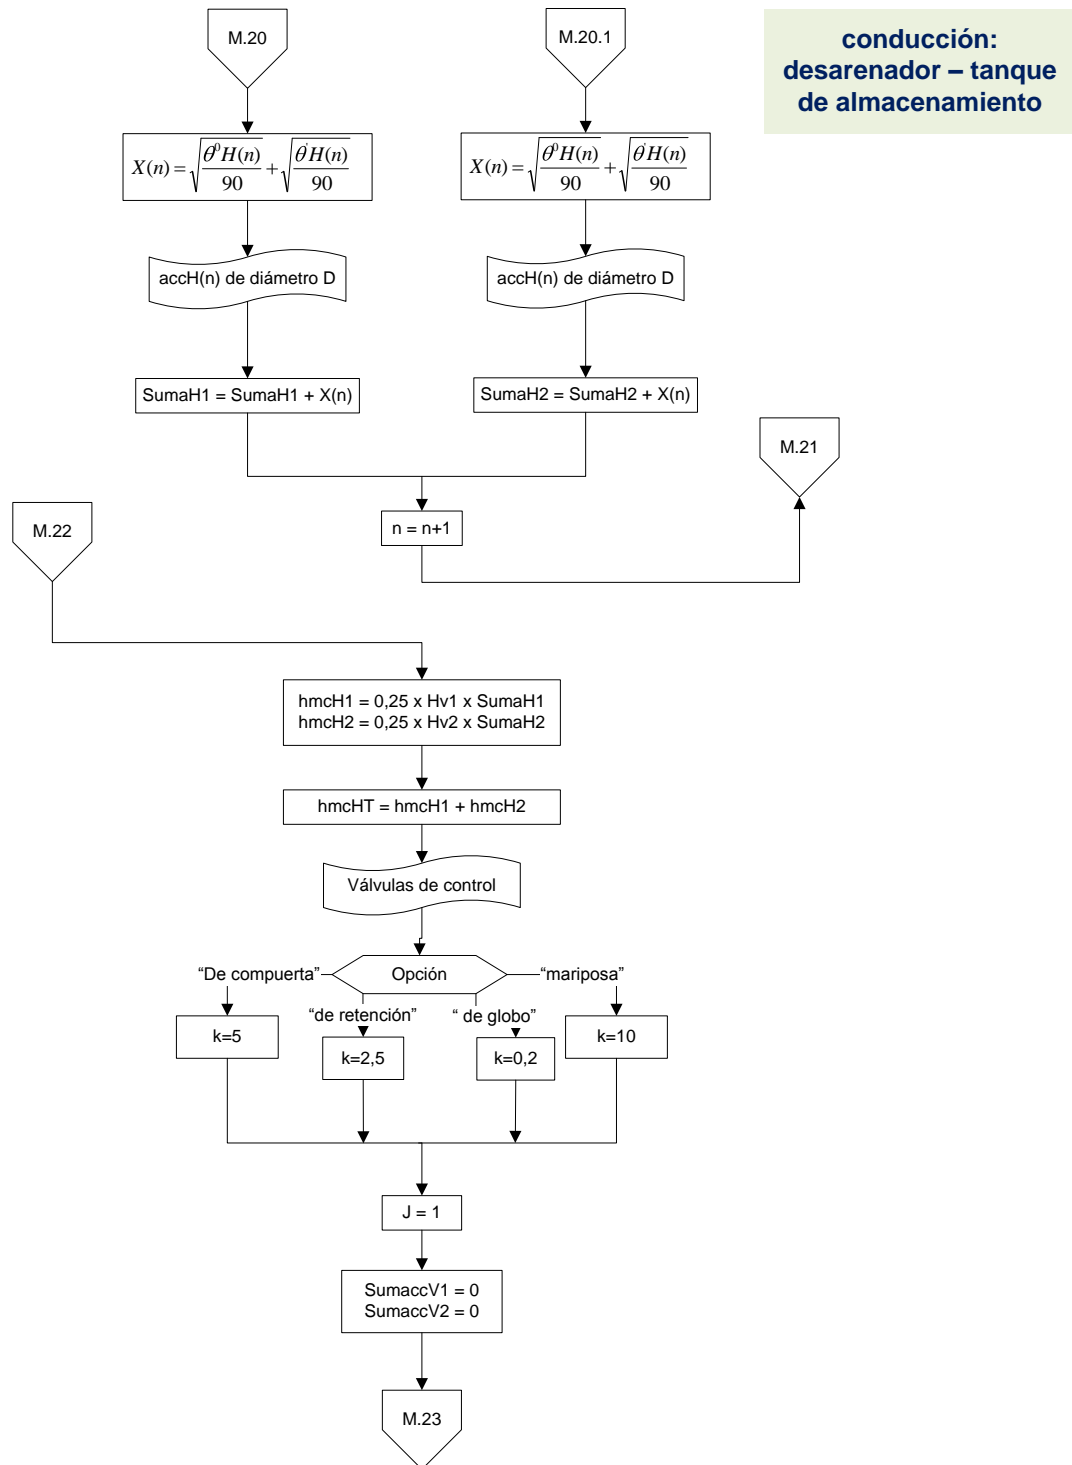 M.20
M.20.1
conducción:
desarenador – tanque
de almacenamiento
X(n) = √(θ⁰H(n)/90) + √(θ'H(n)/90)
X(n) = √(θ⁰H(n)/90) + √(θ'H(n)/90)
accH(n) de diámetro D
accH(n) de diámetro D
SumaH1 = SumaH1 + X(n)
SumaH2 = SumaH2 + X(n)
M.21
n = n+1
M.22
hmcH1 = 0,25 x Hv1 x SumaH1
hmcH2 = 0,25 x Hv2 x SumaH2
hmcHT = hmcH1 + hmcH2
Válvulas de control
Opción
“De compuerta”
“mariposa”
“de retención”
“ de globo”
k=5
k=2,5
k=0,2
k=10
J = 1
SumaccV1 = 0
SumaccV2 = 0
M.23